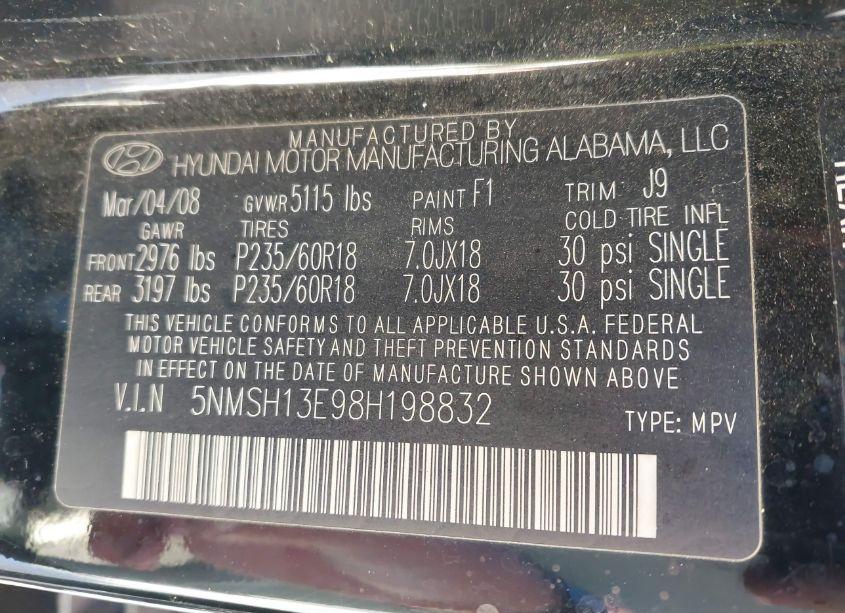 MANUFACTURED BY
HYUNDAI MOTOR MANUFACTURING ALABAMA, LLC
Mar/04/08 GVWR 5115 lbs PAINT F1 TRIM J9
GAWR TIRES RIMS COLD TIRE INFL
FRONT 2976 lbs P235/60R18 7.0JX18 30 psi SINGLE
REAR 3197 lbs P235/60R18 7.0JX18 30 psi SINGLE
THIS VEHICLE CONFORMS TO ALL APPLICABLE U.S.A. FEDERAL
MOTOR VEHICLE SAFETY AND THEFT PREVENTION STANDARDS
IN EFFECT ON THE DATE OF MANUFACTURE SHOWN ABOVE.
V.I.N 5NMSH13E98H198832 TYPE: MPV